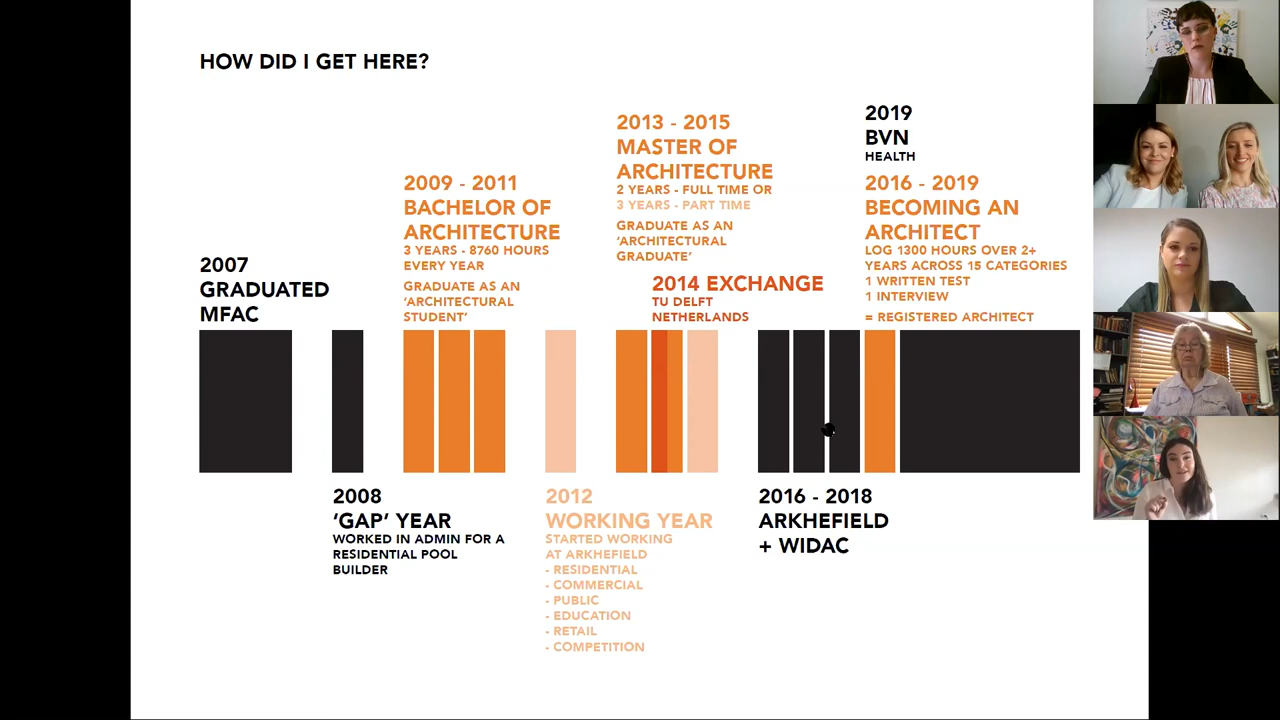 HOW DID I GET HERE?
2007
GRADUATED
MFAC
2008
‘GAP’ YEAR
WORKED IN ADMIN FOR A
RESIDENTIAL POOL
BUILDER
2009 - 2011
BACHELOR OF
ARCHITECTURE
3 YEARS - 8760 HOURS
EVERY YEAR
GRADUATE AS AN
‘ARCHITECTURAL
STUDENT’
2012
WORKING YEAR
STARTED WORKING
AT ARKHEFIELD
- RESIDENTIAL
- COMMERCIAL
- PUBLIC
- EDUCATION
- RETAIL
- COMPETITION
2013 - 2015
MASTER OF
ARCHITECTURE
2 YEARS - FULL TIME OR
3 YEARS - PART TIME
GRADUATE AS AN
‘ARCHITECTURAL
GRADUATE’
2014 EXCHANGE
TU DELFT
NETHERLANDS
2016 - 2018
ARKHEFIELD
+ WIDAC
2019
BVN
HEALTH
2016 - 2019
BECOMING AN
ARCHITECT
LOG 1300 HOURS OVER 2+
YEARS ACROSS 15 CATEGORIES
1 WRITTEN TEST
1 INTERVIEW
= REGISTERED ARCHITECT